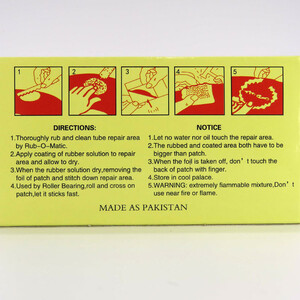 1 2 3 4 5
DIRECTIONS:
1.Thoroughly rub and clean tube repair area
by Rub-O-Matic.
2.Apply coating of rubber solution to repair
area and allow to dry.
3.When the rubber solution dry,removing the
foil of patch and stitch down repair area.
4.Used by Roller Bearing,roll and cross on
patch,let it sticks fast.
NOTICE
1.Let no water nor oil touch the repair area.
2.The rubbed and coated area both have to be
bigger than patch.
3.When the foil is taken off, don't touch the
back of patch with finger.
4.Store in cool palace.
5.WARNING: extremely fiammable mixture,Don't
use near fire or flame.
MADE AS PAKISTAN